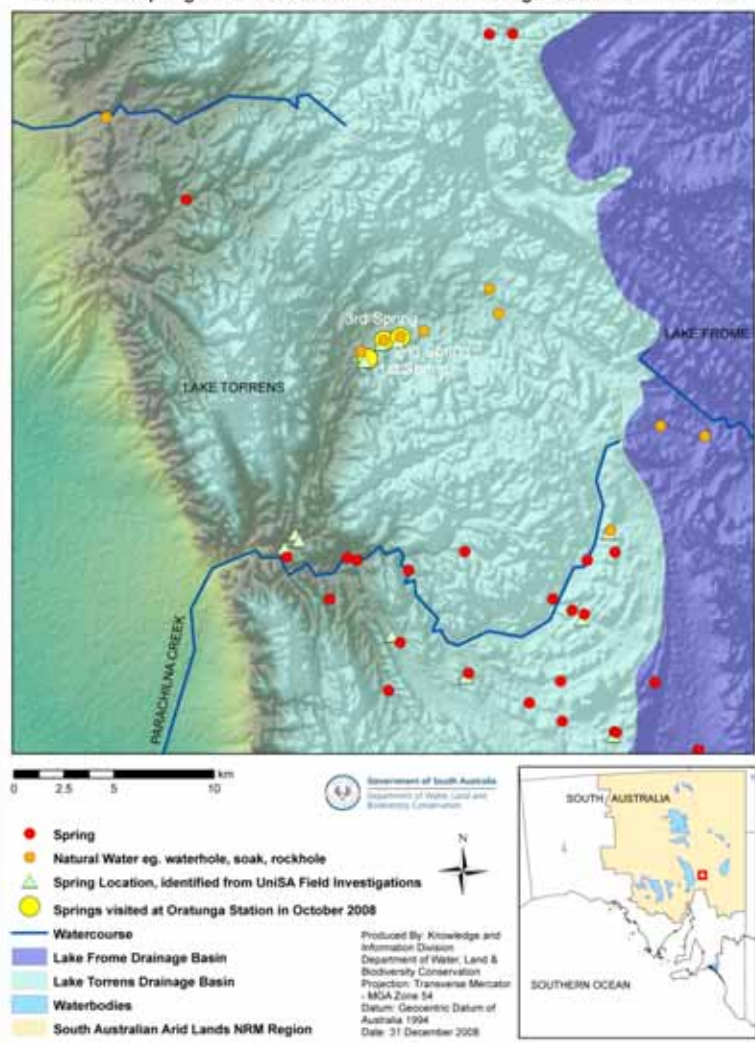 3rd Spring
2nd Spring
1st Spring
LAKE FROME
LAKE TORRENS
PARACHILNA CREEK
km
0 2.5 5 10
Government of South Australia
Department of Water, Land and
Biodiversity Conservation
Spring
Natural Water eg. waterhole, soak, rockhole
Spring Location, identified from UniSA Field Investigations
Springs visited at Oratunga Station in October 2008
Watercourse
Lake Frome Drainage Basin
Lake Torrens Drainage Basin
Waterbodies
South Australian Arid Lands NRM Region
N
Produced By: Knowledge and
Information Division
Department of Water, Land &
Biodiversity Conservation
Projection: Transverse Mercator
- MGA Zone 54
Datum: Geocentric Datum of
Australia 1994
Date: 31 December 2008
SOUTH AUSTRALIA
SOUTHERN OCEAN